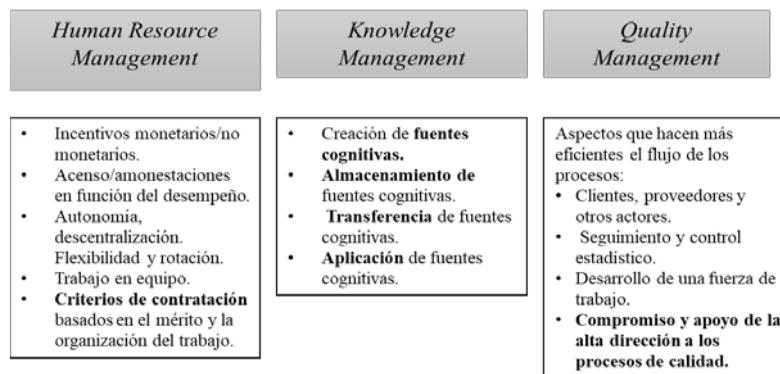 Human Resource
Management
Incentivos monetarios/no
monetarios.
Acenso/amonestaciones
en función del desempeño.
Autonomía,
descentralización.
Flexibilidad y rotación.
Trabajo en equipo.
Criterios de contratación
basados en el mérito y la
organización del trabajo.
Knowledge
Management
Creación de fuentes
cognitivas.
Almacenamiento de
fuentes cognitivas.
Transferencia de fuentes
cognitivas.
Aplicación de fuentes
cognitivas.
Quality
Management
Aspectos que hacen más
eficientes el flujo de los
procesos:
Clientes, proveedores y
otros actores.
Seguimiento y control
estadístico.
Desarrollo de una fuerza de
trabajo.
Compromiso y apoyo de la
alta dirección a los
procesos de calidad.